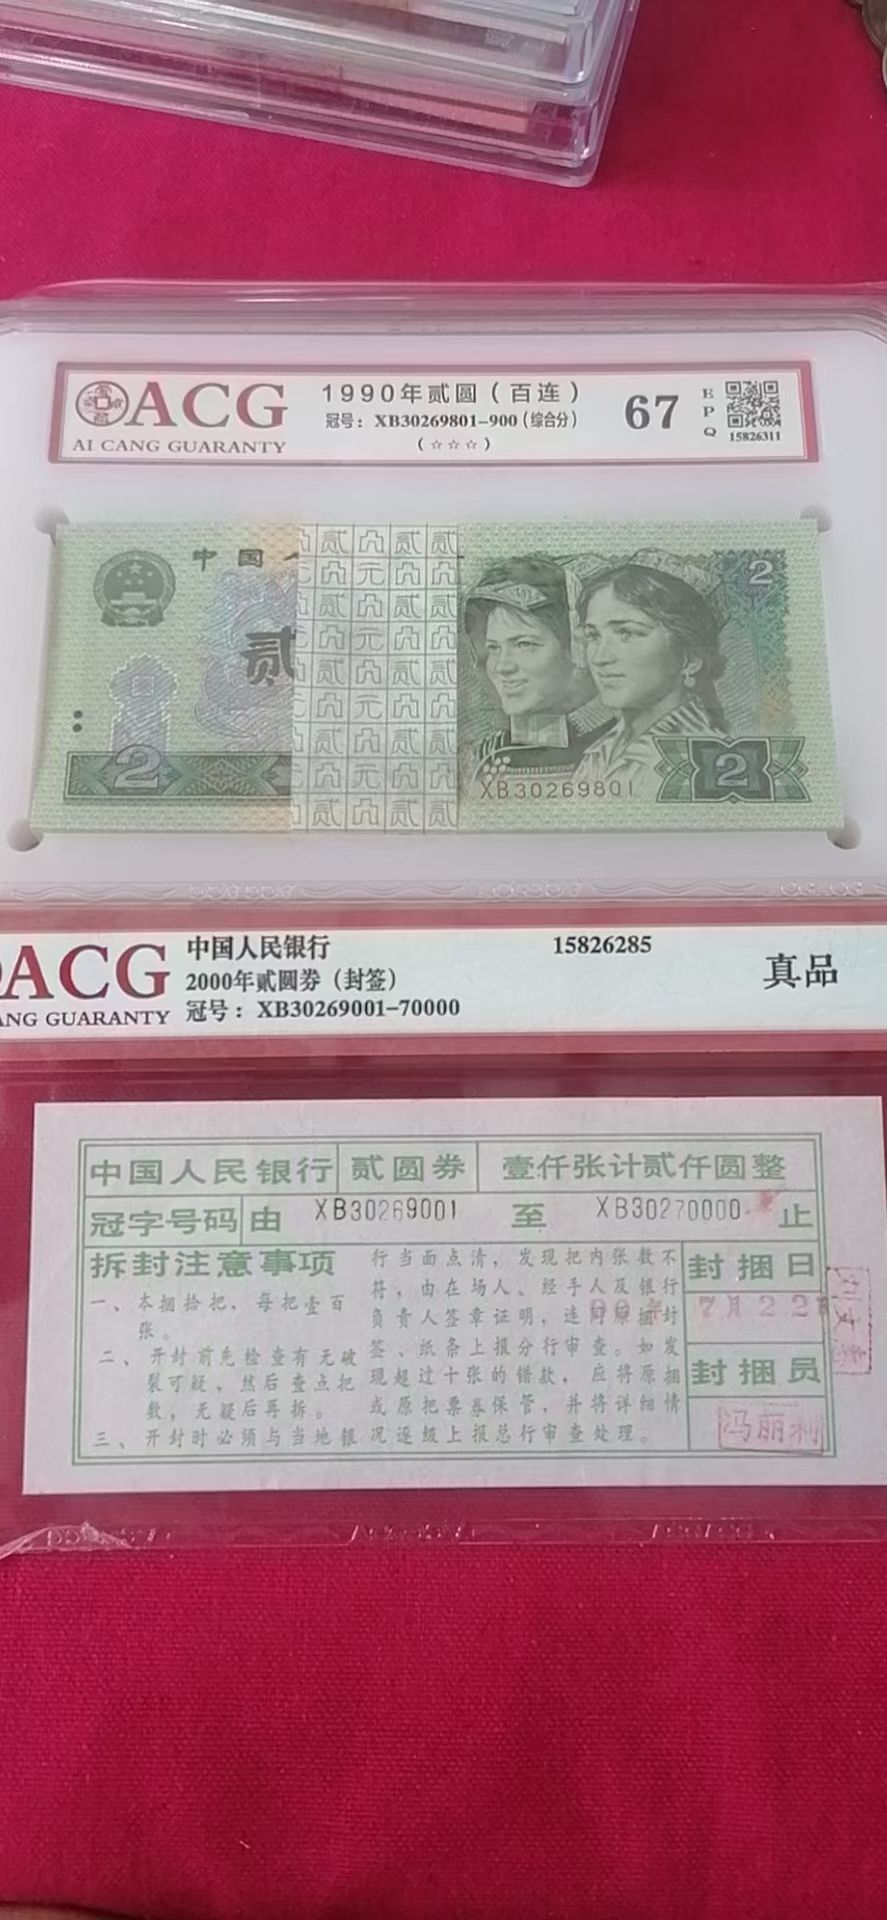 ACG
AI CANG GUARANTY
1990年贰圆（百连）
冠号：XB30269801-900（综合分）
（☆☆☆）
67
E
P
Q
15826311
中国
贰
2
2
XB30269801
2
ACG
ANG GUARANTY
中国人民银行
2000年贰圆券（封签）
冠号：XB30269001-70000
15826285
真品
中国人民银行 贰圆券 壹仟张计贰仟圆整
冠字号码 由 XB30269001 至 XB30270000 止
拆封注意事项
一、本捆拾把，每把壹百
张。
二、开封前先检查有无破
裂可疑，然后查点把
数，无疑后再拆。
三、开封时必须与当地银
行当面点清，发现把内张数不
符，由在场人、经手人及银行
负责人签章证明，连同原捆封
签、纸条上报分行审查。如发
现超过十张的错款，应将原捆
或原把票券保管，并将详细情
况逐级上报总行审查处理。
封捆日
7月22
封捆员
冯丽利